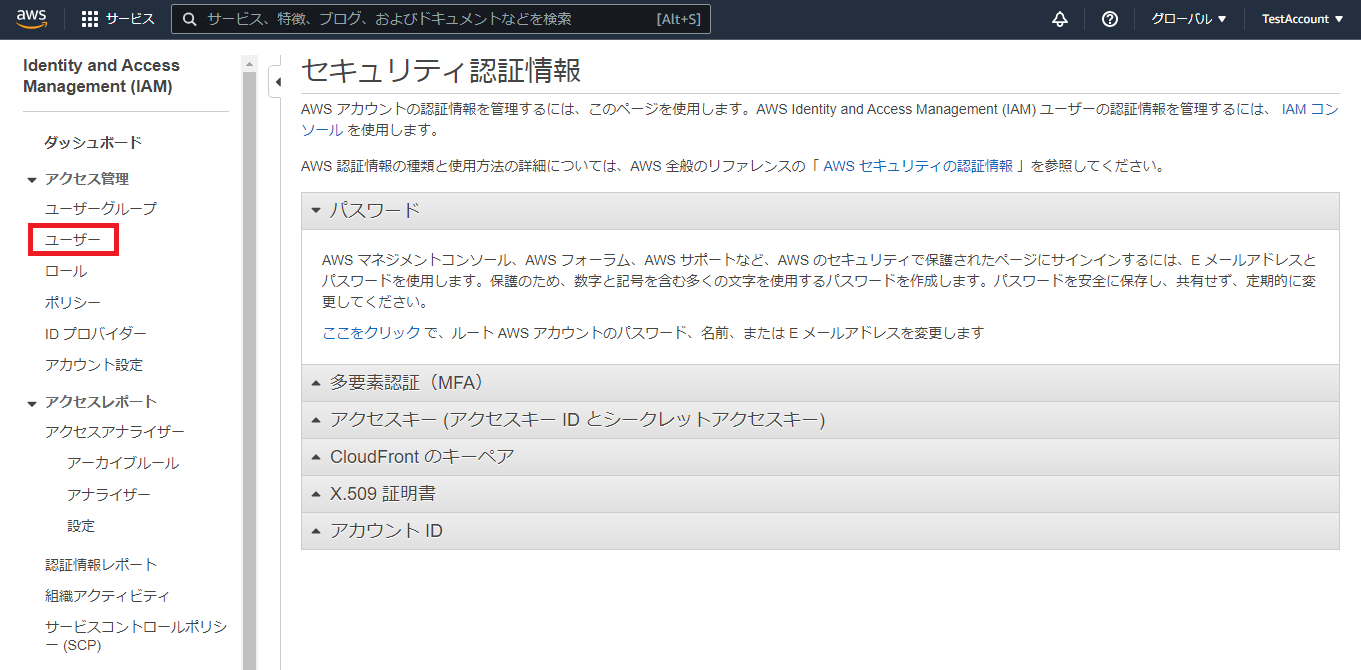 aws サービス サービス、特徴、ブログ、およびドキュメントなどを検索 [Alt+S] グローバル ▼ TestAccount ▼
Identity and Access
Management (IAM)
ダッシュボード
アクセス管理
ユーザーグループ
ユーザー
ロール
ポリシー
ID プロバイダー
アカウント設定
アクセスレポート
アクセスアナライザー
アーカイブルール
アナライザー
設定
認証情報レポート
組織アクティビティ
サービスコントロールポリシ
ー (SCP)
セキュリティ認証情報
AWS アカウントの認証情報を管理するには、このページを使用します。AWS Identity and Access Management (IAM) ユーザーの認証情報を管理するには、 IAM コン
ソール を使用します。
AWS 認証情報の種類と使用方法の詳細については、AWS 全般のリファレンスの「 AWS セキュリティの認証情報 」を参照してください。
パスワード
AWS マネジメントコンソール、AWS フォーラム、AWS サポートなど、AWS のセキュリティで保護されたページにサインインするには、E メールアドレスと
パスワードを使用します。保護のため、数字と記号を含む多くの文字を使用するパスワードを作成します。パスワードを安全に保存し、共有せず、定期的に変
更してください。
ここをクリック で、ルート AWS アカウントのパスワード、名前、または E メールアドレスを変更します
多要素認証（MFA）
アクセスキー (アクセスキー ID とシークレットアクセスキー)
CloudFront のキーペア
X.509 証明書
アカウント ID